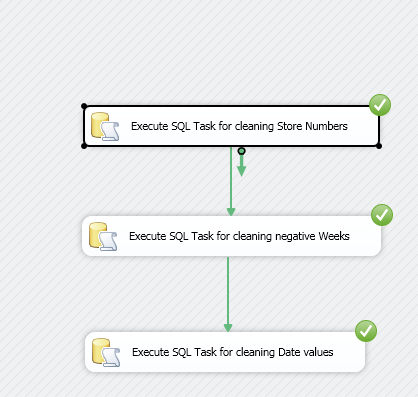 Execute SQL Task for cleaning Store Numbers
Execute SQL Task for cleaning negative Weeks
Execute SQL Task for cleaning Date values